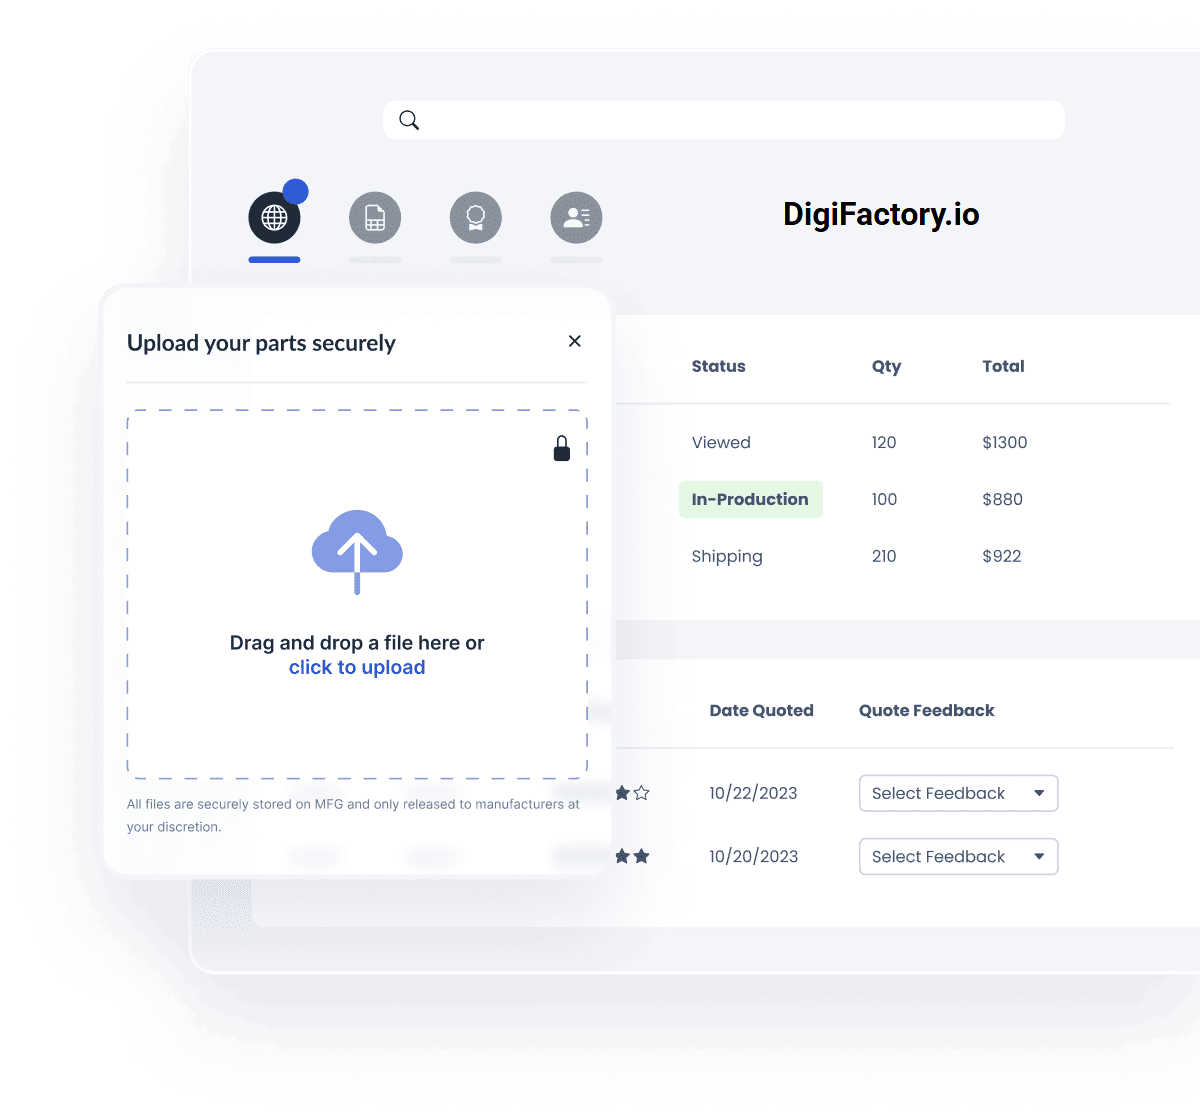 DigiFactory.io
Upload your parts securely
Drag and drop a file here or
click to upload
All files are securely stored on MFG and only released to manufacturers at
your discretion.
Status Qty Total
Viewed 120 $1300
In-Production 100 $880
Shipping 210 $922
Date Quoted Quote Feedback
10/22/2023 Select Feedback
10/20/2023 Select Feedback